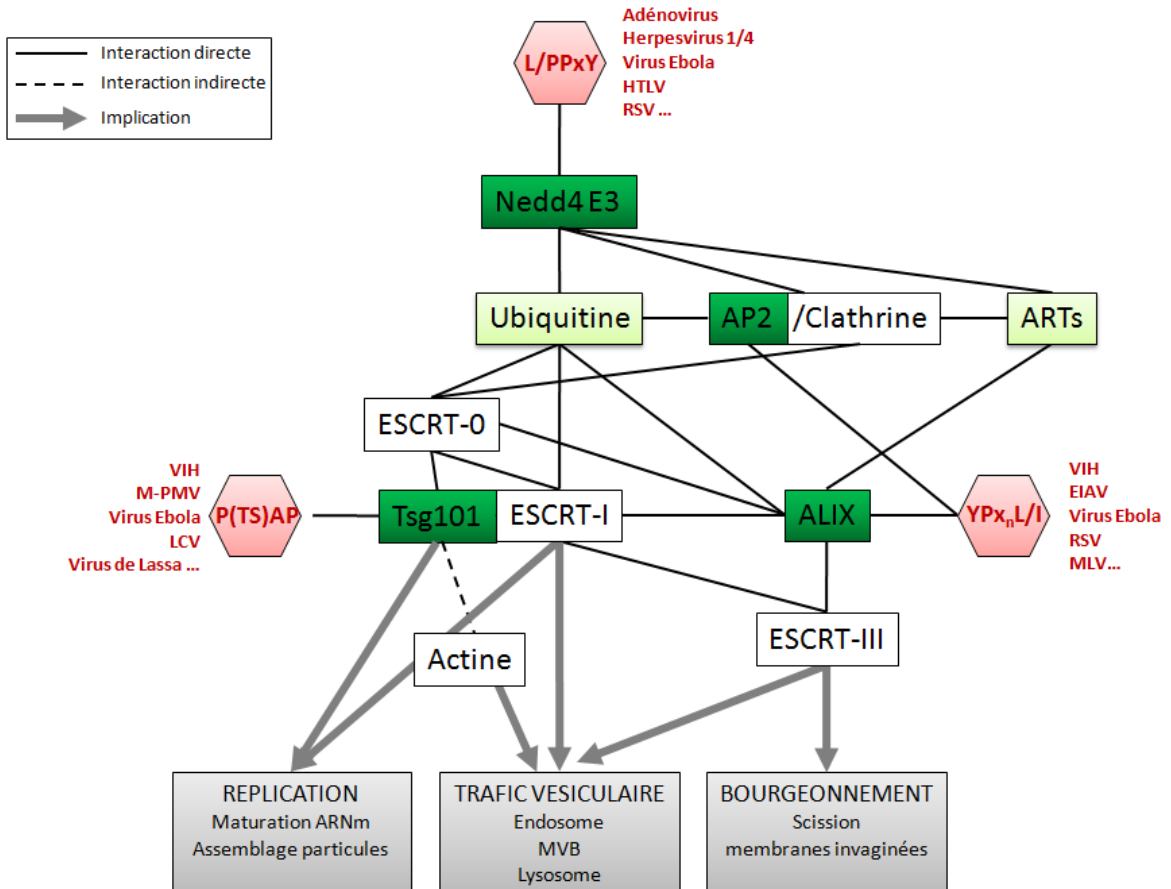 Interaction directe
Interaction indirecte
Implication
L/PPxY
Adénovirus
Herpesvirus 1/4
Virus Ebola
HTLV
RSV ...
Nedd4 E3
Ubiquitine
AP2 /Clathrine
ARTs
ESCRT-0
VIH
M-PMV
Virus Ebola
LCV
Virus de Lassa ...
P(TS)AP
Tsg101 ESCRT-I
ALIX
YPxₙL/I
VIH
EIAV
Virus Ebola
RSV
MLV...
Actine
ESCRT-III
REPLICATION
Maturation ARNm
Assemblage particules
TRAFIC VESICULAIRE
Endosome
MVB
Lysosome
BOURGEONNEMENT
Scission
membranes invaginées